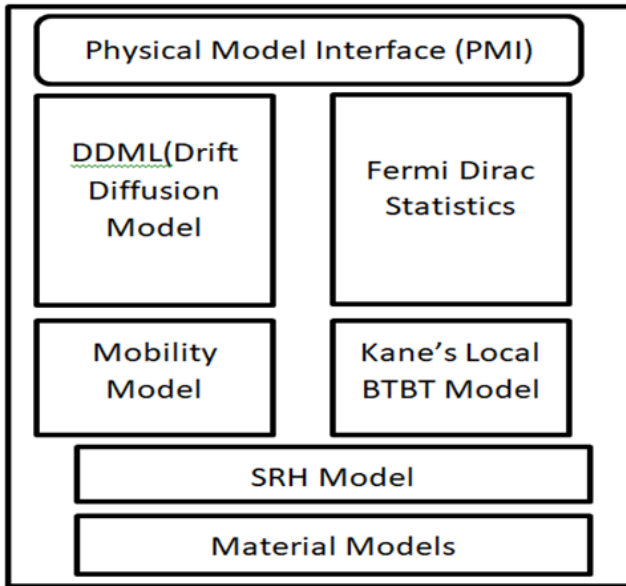 Physical Model Interface (PMI)
DDML(Drift
Diffusion
Model
Fermi Dirac
Statistics
Mobility
Model
Kane's Local
BTBT Model
SRH Model
Material Models